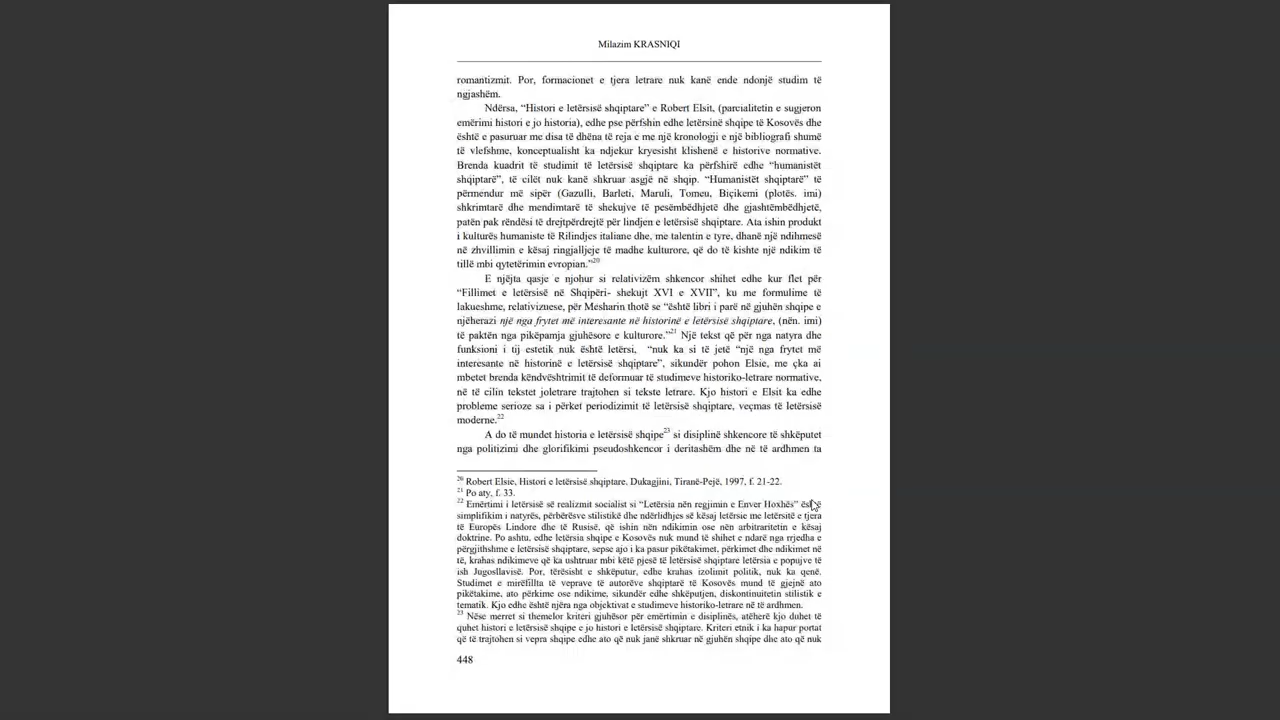 Milazim KRASNIQI
romantizmit. Por, formacionet e tjera letrare nuk kanë ende ndonjë studim të
ngjashëm.
Ndërsa, “Histori e letërsisë shqiptare” e Robert Elsit, (parcialitetin e sugjeron
emërimi histori e jo historia), edhe pse përfshin edhe letërsinë shqipe të Kosovës dhe
është e pasuruar me disa të dhëna të reja e me një kronologji e një bibliografi shumë
të vlefshme, konceptualisht ka ndjekur kryesisht klishenë e historive normative.
Brenda kuadrit të studimit të letërsisë shqiptare ka përfshirë edhe “humanistët
shqiptarë”, të cilët nuk kanë shkruar asgjë në shqip. “Humanistët shqiptarë” të
përmendur më sipër (Gazulli, Barleti, Maruli, Tomeu, Biçikemi (plotës. imi)
shkrimtarë dhe mendimtarë të shekujve të pesëmbëdhjetë dhe gjashtëmbëdhjetë,
patën pak rëndësi të drejtpërdrejtë për lindjen e letërsisë shqiptare. Ata ishin produkt
i kulturës humaniste të Rilindjes italiane dhe, me talentin e tyre, dhanë një ndihmesë
në zhvillimin e kësaj ringjalljeje të madhe kulturore, që do të kishte një ndikim të
tillë mbi qytetërimin evropian.”20
E njëjta qasje e njohur si relativizëm shkencor shihet edhe kur flet për
“Fillimet e letërsisë në Shqipëri- shekujt XVI e XVII”, ku me formulime të
lakueshme, relativizuese, për Mesharin thotë se “është libri i parë në gjuhën shqipe e
njëherazi një nga frytet më interesante në historinë e letërsisë shqiptare, (nën. imi)
të paktën nga pikëpamja gjuhësore e kulturore.”21 Një tekst që për nga natyra dhe
funksioni i tij estetik nuk është letërsi,  “nuk ka si të jetë “një nga frytet më
interesante në historinë e letërsisë shqiptare”, sikundër pohon Elsie, me çka ai
mbetet brenda këndvështrimit të deformuar të studimeve historiko-letrare normative,
në të cilin tekstet joletrare trajtohen si tekste letrare. Kjo histori e Elsit ka edhe
probleme serioze sa i përket periodizimit të letërsisë shqiptare, veçmas të letërsisë
moderne.22
A do të mundet historia e letërsisë shqipe23 si disiplinë shkencore të shkëputet
nga politizimi dhe glorifikimi pseudoshkencor i deritashëm dhe në të ardhmen ta
20 Robert Elsie, Histori e letërsisë shqiptare, Dukagjini, Tiranë-Pejë, 1997, f. 21-22.
21 Po aty, f. 33.
22 Emërtimi i letërsisë së realizmit socialist si “Letërsia nën regjimin e Enver Hoxhës” është
simplifikim i natyrës, përbërësve stilistikë dhe ndërlidhjes së kësaj letërsie me letërsitë e tjera
të Europës Lindore dhe të Rusisë, që ishin nën ndikimin ose nën arbitraritetin e kësaj
doktrine. Po ashtu, edhe letërsia shqipe e Kosovës nuk mund të shihet e ndarë nga rrjedha e
përgjithshme e letërsisë shqiptare, sepse ajo i ka pasur pikëtakimet, përkimet dhe ndikimet në
të, krahas ndikimeve që ka ushtruar mbi këtë pjesë të letërsisë shqiptare letërsia e popujve të
ish Jugosllavisë. Por, tërësisht e shkëputur, edhe krahas izolimit politik, nuk ka qenë.
Studimet e mirëfillta të veprave të autorëve shqiptarë të Kosovës mund të gjejnë ato
pikëtakime, ato përkime ose ndikime, sikundër edhe shkëputjen, diskontinuitetin stilistik e
tematik. Kjo edhe është njëra nga objektivat e studimeve historiko-letrare në të ardhmen.
23 Nëse merret si themelor kriteri gjuhësor për emërtimin e disiplinës, atëherë kjo duhet të
quhet histori e letërsisë shqipe e jo histori e letërsisë shqiptare. Kriteri etnik i ka hapur portat
që të trajtohen si vepra shqipe edhe ato që nuk janë shkruar në gjuhën shqipe dhe ato që nuk
448